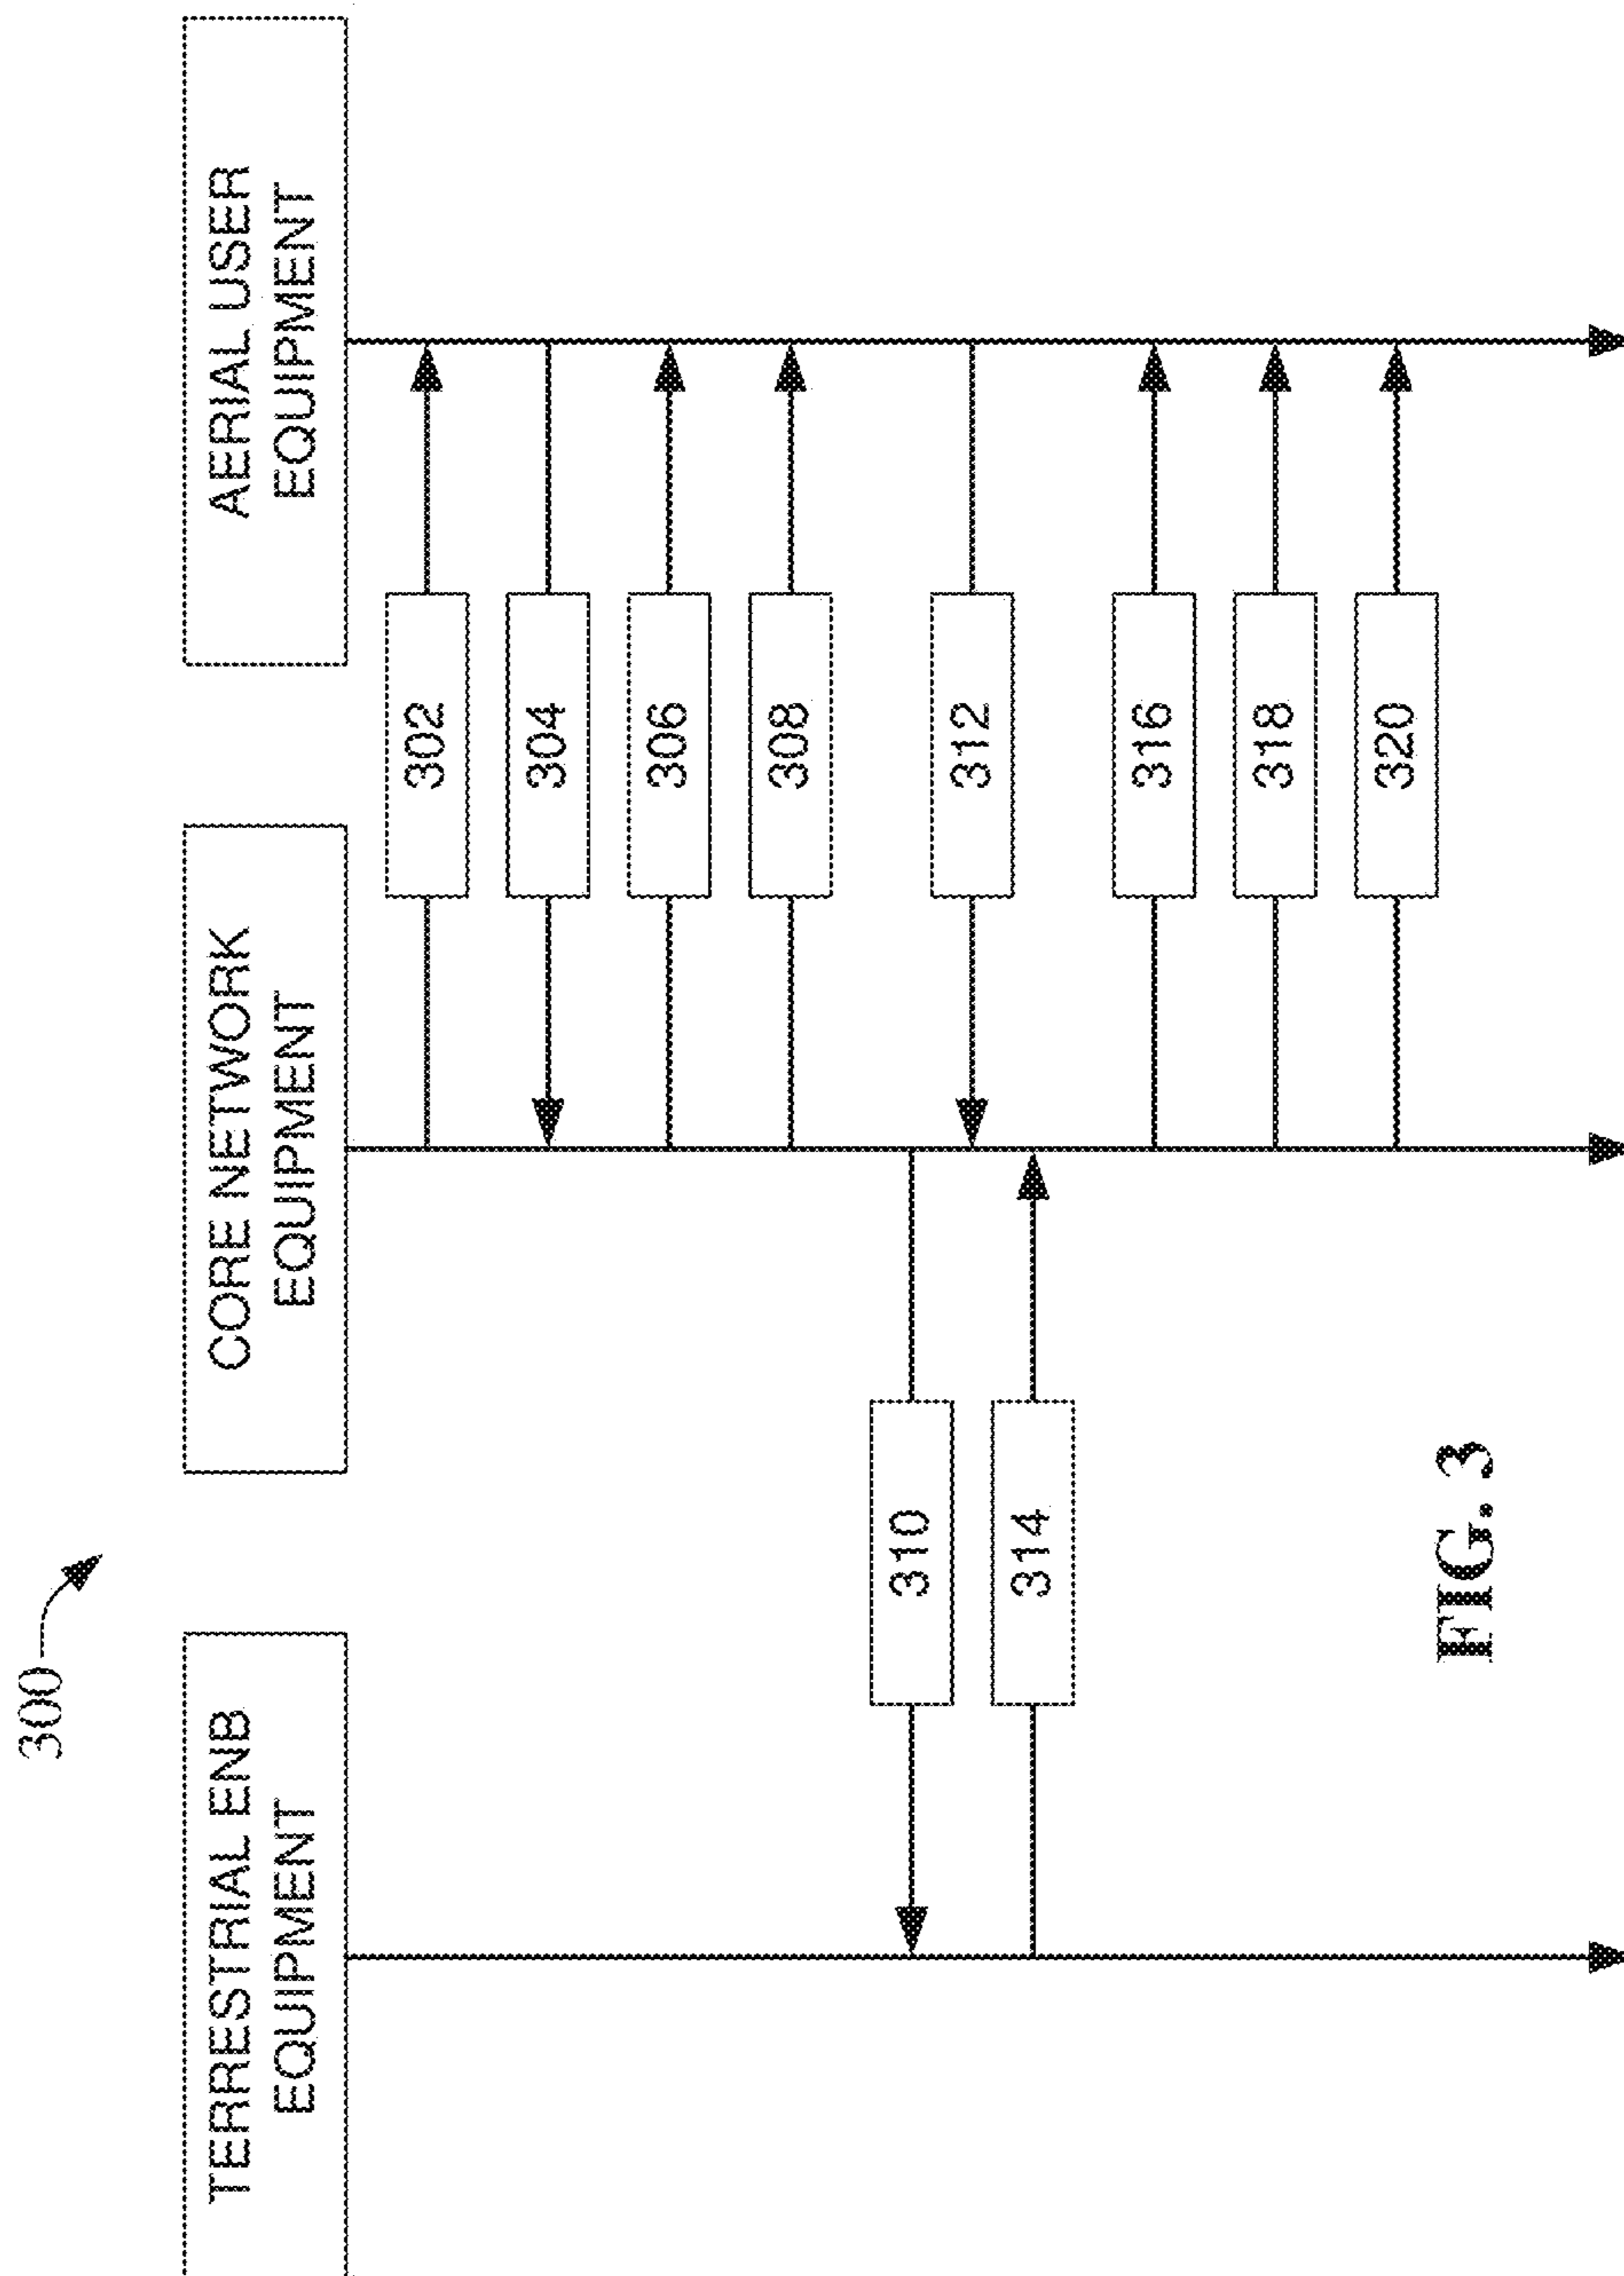 300
TERRESTRIAL ENB
EQUIPMENT
CORE NETWORK
EQUIPMENT
AERIAL USER
EQUIPMENT
302
304
306
308
310
312
314
316
318
320
FIG. 3